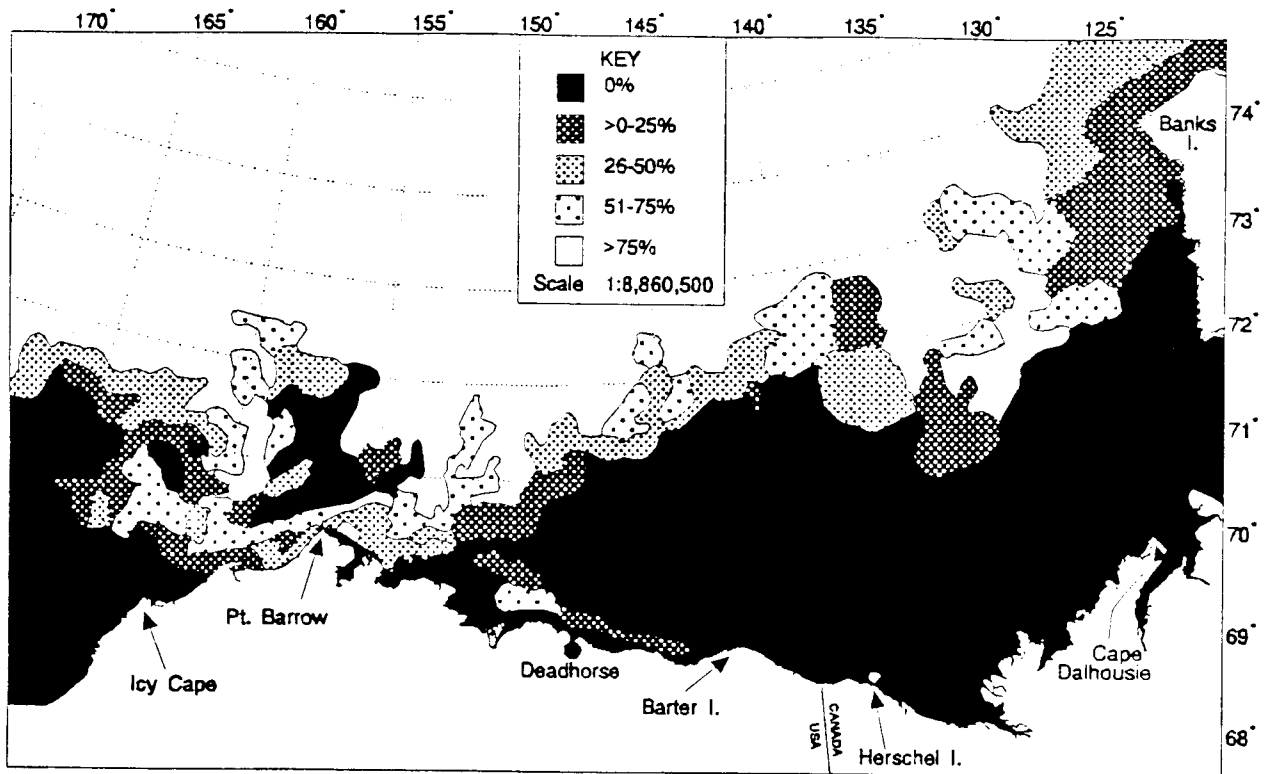 170° 165° 160° 155° 150° 145° 140° 135° 130° 125°
KEY
0%
>0-25%
26-50%
51-75%
>75%
Scale 1:8,860,500
Banks
I.
74°
73°
72°
71°
70°
69°
68°
Pt. Barrow
Icy Cape
Deadhorse
Barter I.
CANADA
USA
Herschel I.
Cape
Dalhousie